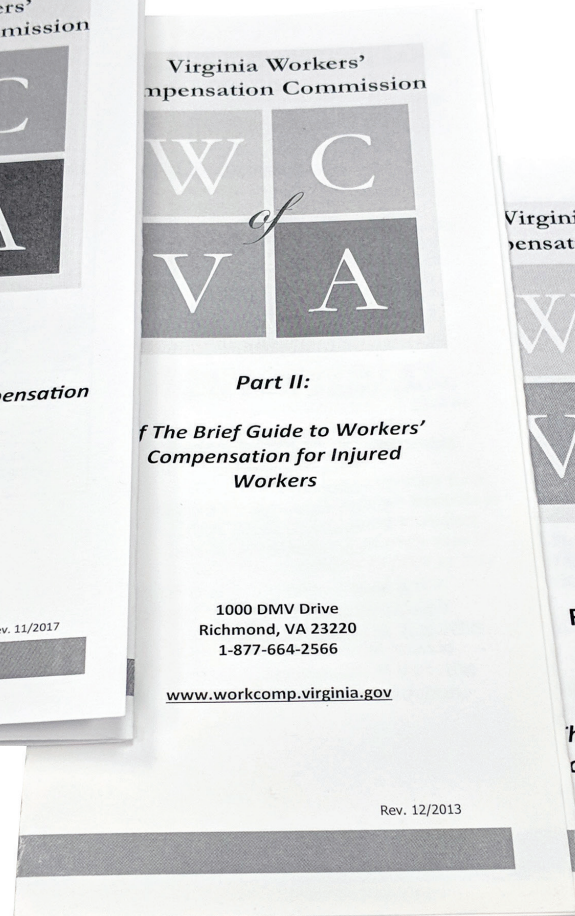 ers'
mission
C
A
ensation
v. 11/2017
Virginia Workers'
mpensation Commission
W C
of
V A
Part II:
f The Brief Guide to Workers'
Compensation for Injured
Workers
1000 DMV Drive
Richmond, VA 23220
1-877-664-2566
www.workcomp.virginia.gov
Rev. 12/2013
Virgini
pensat
W
V